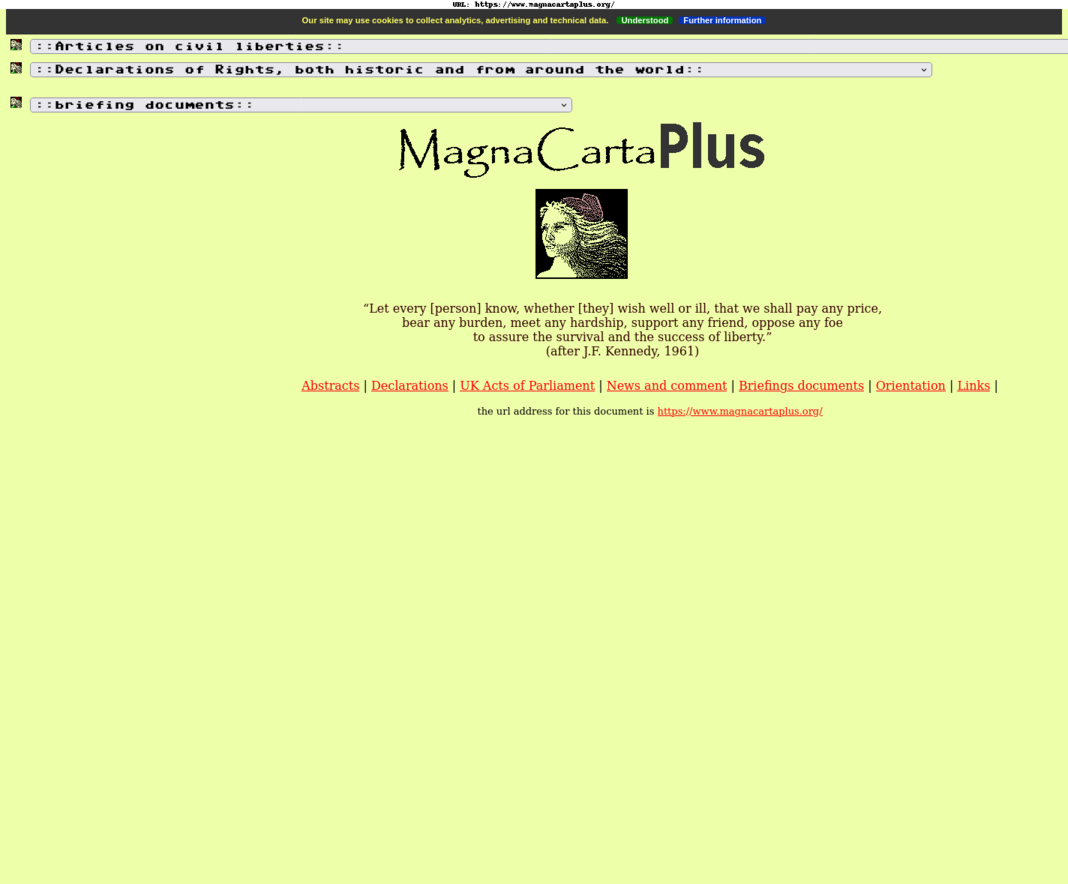 URL: https://www.magnacartaplus.org/
Our site may use cookies to collect analytics, advertising and technical data. Understood Further information
::Articles on civil liberties::
::Declarations of Rights, both historic and from around the world::
::briefing documents::
MagnaCartaPlus
“Let every [person] know, whether [they] wish well or ill, that we shall pay any price,
bear any burden, meet any hardship, support any friend, oppose any foe
to assure the survival and the success of liberty.”
(after J.F. Kennedy, 1961)
Abstracts | Declarations | UK Acts of Parliament | News and comment | Briefings documents | Orientation | Links |
the url address for this document is https://www.magnacartaplus.org/